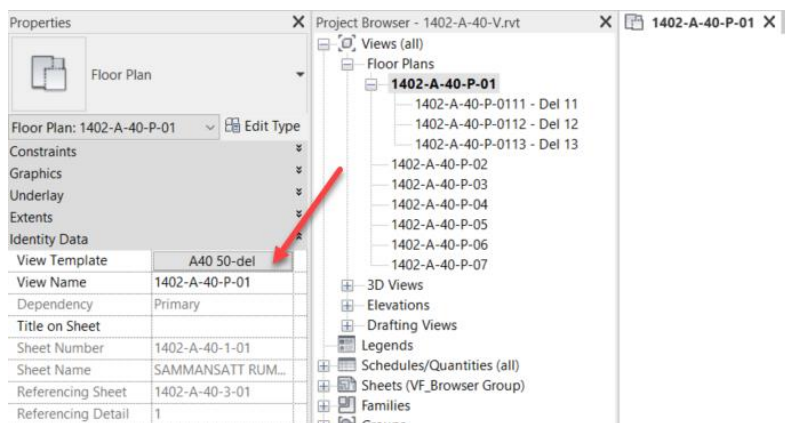 Properties
Floor Plan
Floor Plan: 1402-A-40-P-01
Edit Type
Constraints
Graphics
Underlay
Extents
Identity Data
View Template A40 50-del
View Name 1402-A-40-P-01
Dependency Primary
Title on Sheet
Sheet Number 1402-A-40-1-01
Sheet Name SAMMANSATT RUM...
Referencing Sheet 1402-A-40-3-01
Referencing Detail 1
Project Browser - 1402-A-40-V.rvt
Views (all)
Floor Plans
1402-A-40-P-01
1402-A-40-P-0111 - Del 11
1402-A-40-P-0112 - Del 12
1402-A-40-P-0113 - Del 13
1402-A-40-P-02
1402-A-40-P-03
1402-A-40-P-04
1402-A-40-P-05
1402-A-40-P-06
1402-A-40-P-07
3D Views
Elevations
Drafting Views
Legends
Schedules/Quantities (all)
Sheets (VF_Browser Group)
Families
1402-A-40-P-01